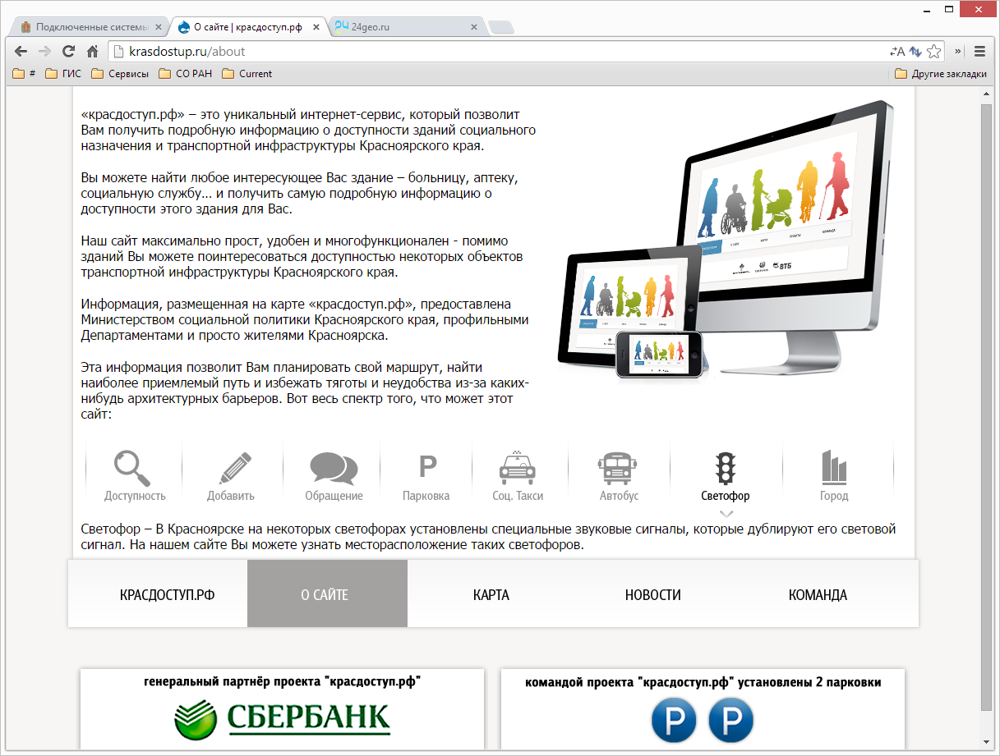 Подключенные системы
О сайте | красдоступ.рф
24geo.ru
krasdostup.ru/about
#
ГИС
Сервисы
СО РАН
Current
Другие закладки
«красдоступ.рф» – это уникальный интернет-сервис, который позволит
Вам получить подробную информацию о доступности зданий социального
назначения и транспортной инфраструктуры Красноярского края.
Вы можете найти любое интересующее Вас здание – больницу, аптеку,
социальную службу... и получить самую подробную информацию о
доступности этого здания для Вас.
Наш сайт максимально прост, удобен и многофункционален - помимо
зданий Вы можете поинтересоваться доступностью некоторых объектов
транспортной инфраструктуры Красноярского края.
Информация, размещенная на карте «красдоступ.рф», предоставлена
Министерством социальной политики Красноярского края, профильными
Департаментами и просто жителями Красноярска.
Эта информация позволит Вам планировать свой маршрут, найти
наиболее приемлемый путь и избежать тяготы и неудобства из-за каких-
нибудь архитектурных барьеров. Вот весь спектр того, что может этот
сайт:
ВТБ
P
Доступность
Добавить
Обращение
Парковка
Соц. Такси
Автобус
Светофор
Город
Светофор – В Красноярске на некоторых светофорах установлены специальные звуковые сигналы, которые дублируют его световой
сигнал. На нашем сайте Вы можете узнать месторасположение таких светофоров.
КРАСДОСТУП.РФ
О САЙТЕ
КАРТА
НОВОСТИ
КОМАНДА
генеральный партнёр проекта "красдоступ.рф"
СБЕРБАНК
командой проекта "красдоступ.рф" установлены 2 парковки
P P